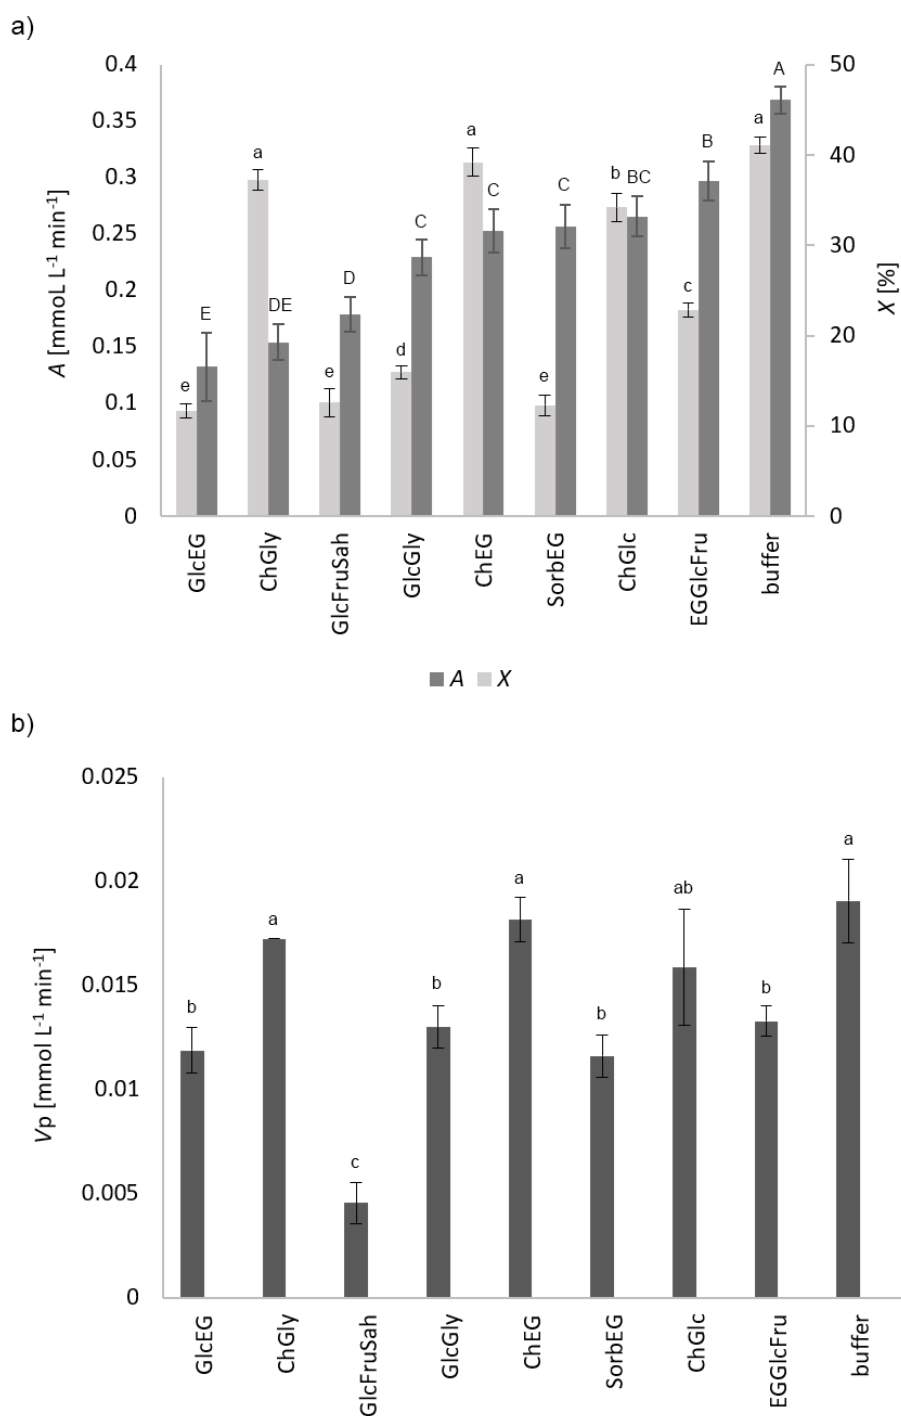 a)
0.4
0.35
0.3
0.25
0.2
0.15
0.1
0.05
0
A [mmoL L⁻¹ min⁻¹]
50
40
30
20
10
0
X [%]
e E
a DE
e D
d C
a C
e C
b BC
c B
a A
GlcEG
ChGly
GlcFruSah
GlcGly
ChEG
SorbEG
ChGlc
EGGlcFru
buffer
A X
b)
0.025
0.02
0.015
0.01
0.005
0
Vp [mmol L⁻¹ min⁻¹]
b
a
c
b
a
b
ab
b
a
GlcEG
ChGly
GlcFruSah
GlcGly
ChEG
SorbEG
ChGlc
EGGlcFru
buffer